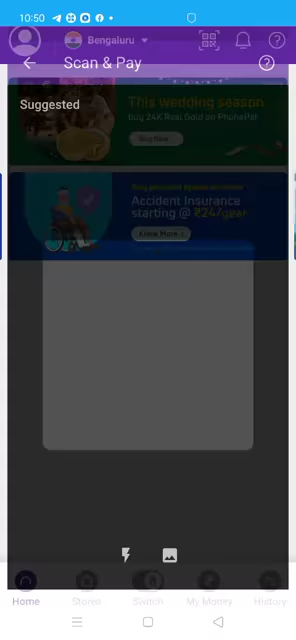 10:50
Bengaluru
Scan & Pay
Suggested
This wedding season
buy 24K Real Gold on PhonePe!
Buy Now
Accident Insurance
starting @ ₹24/year
Know More >
Home
Stores
Switch
My Money
History